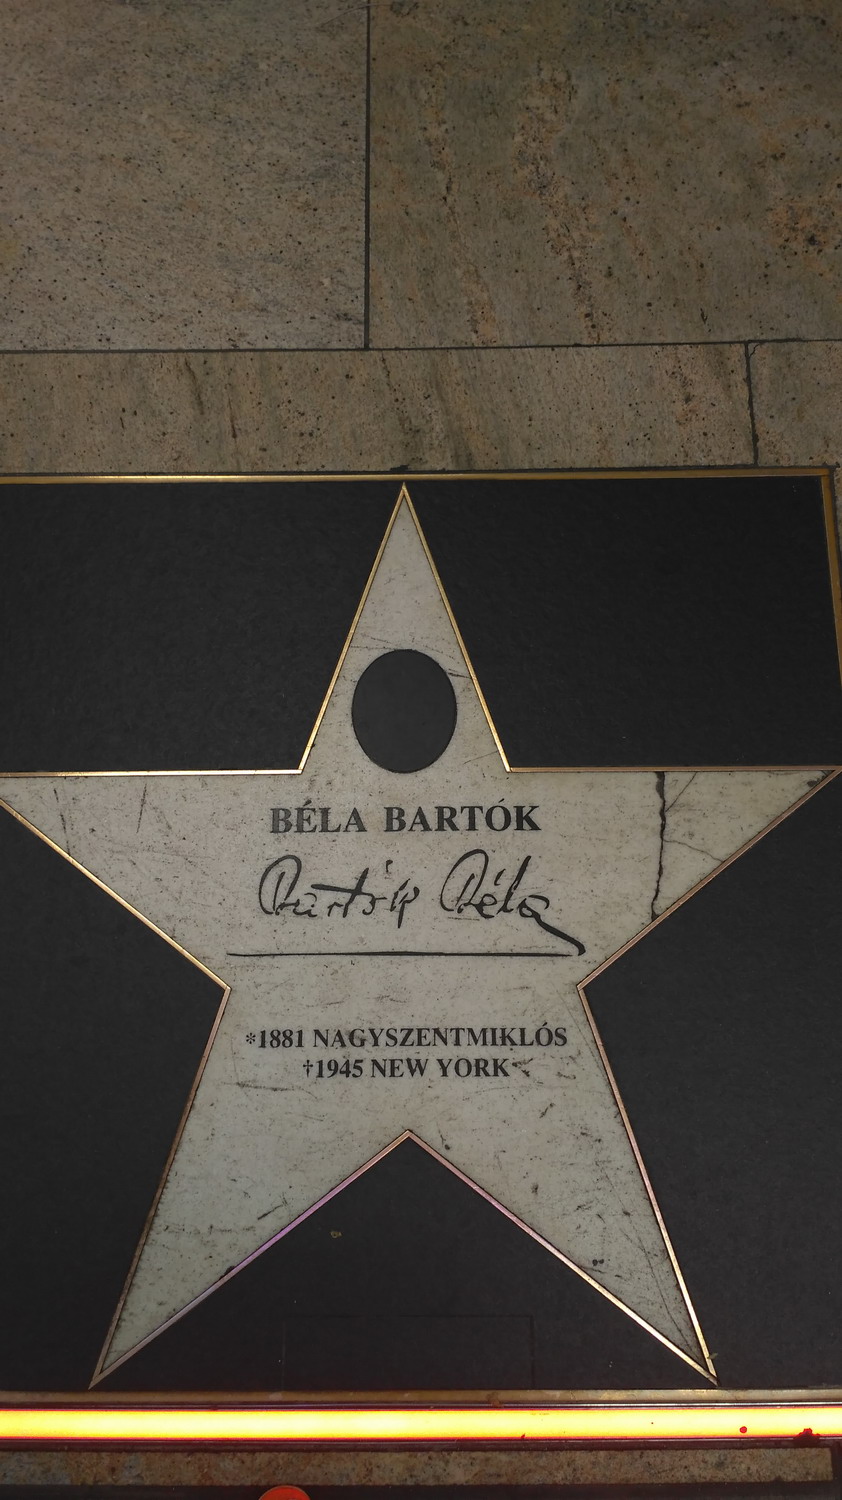 BÉLA BARTÓK
Bartók Béla
*1881 NAGYSZENTMIKLÓS
†1945 NEW YORK